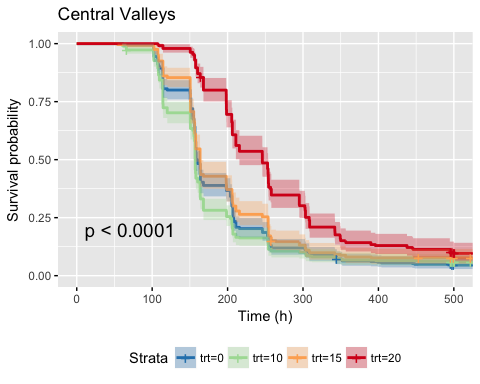 Central Valleys
Survival probability
1.00
0.75
0.50
0.25
0.00
p < 0.0001
0 100 200 300 400 500
Time (h)
Strata trt=0 trt=10 trt=15 trt=20